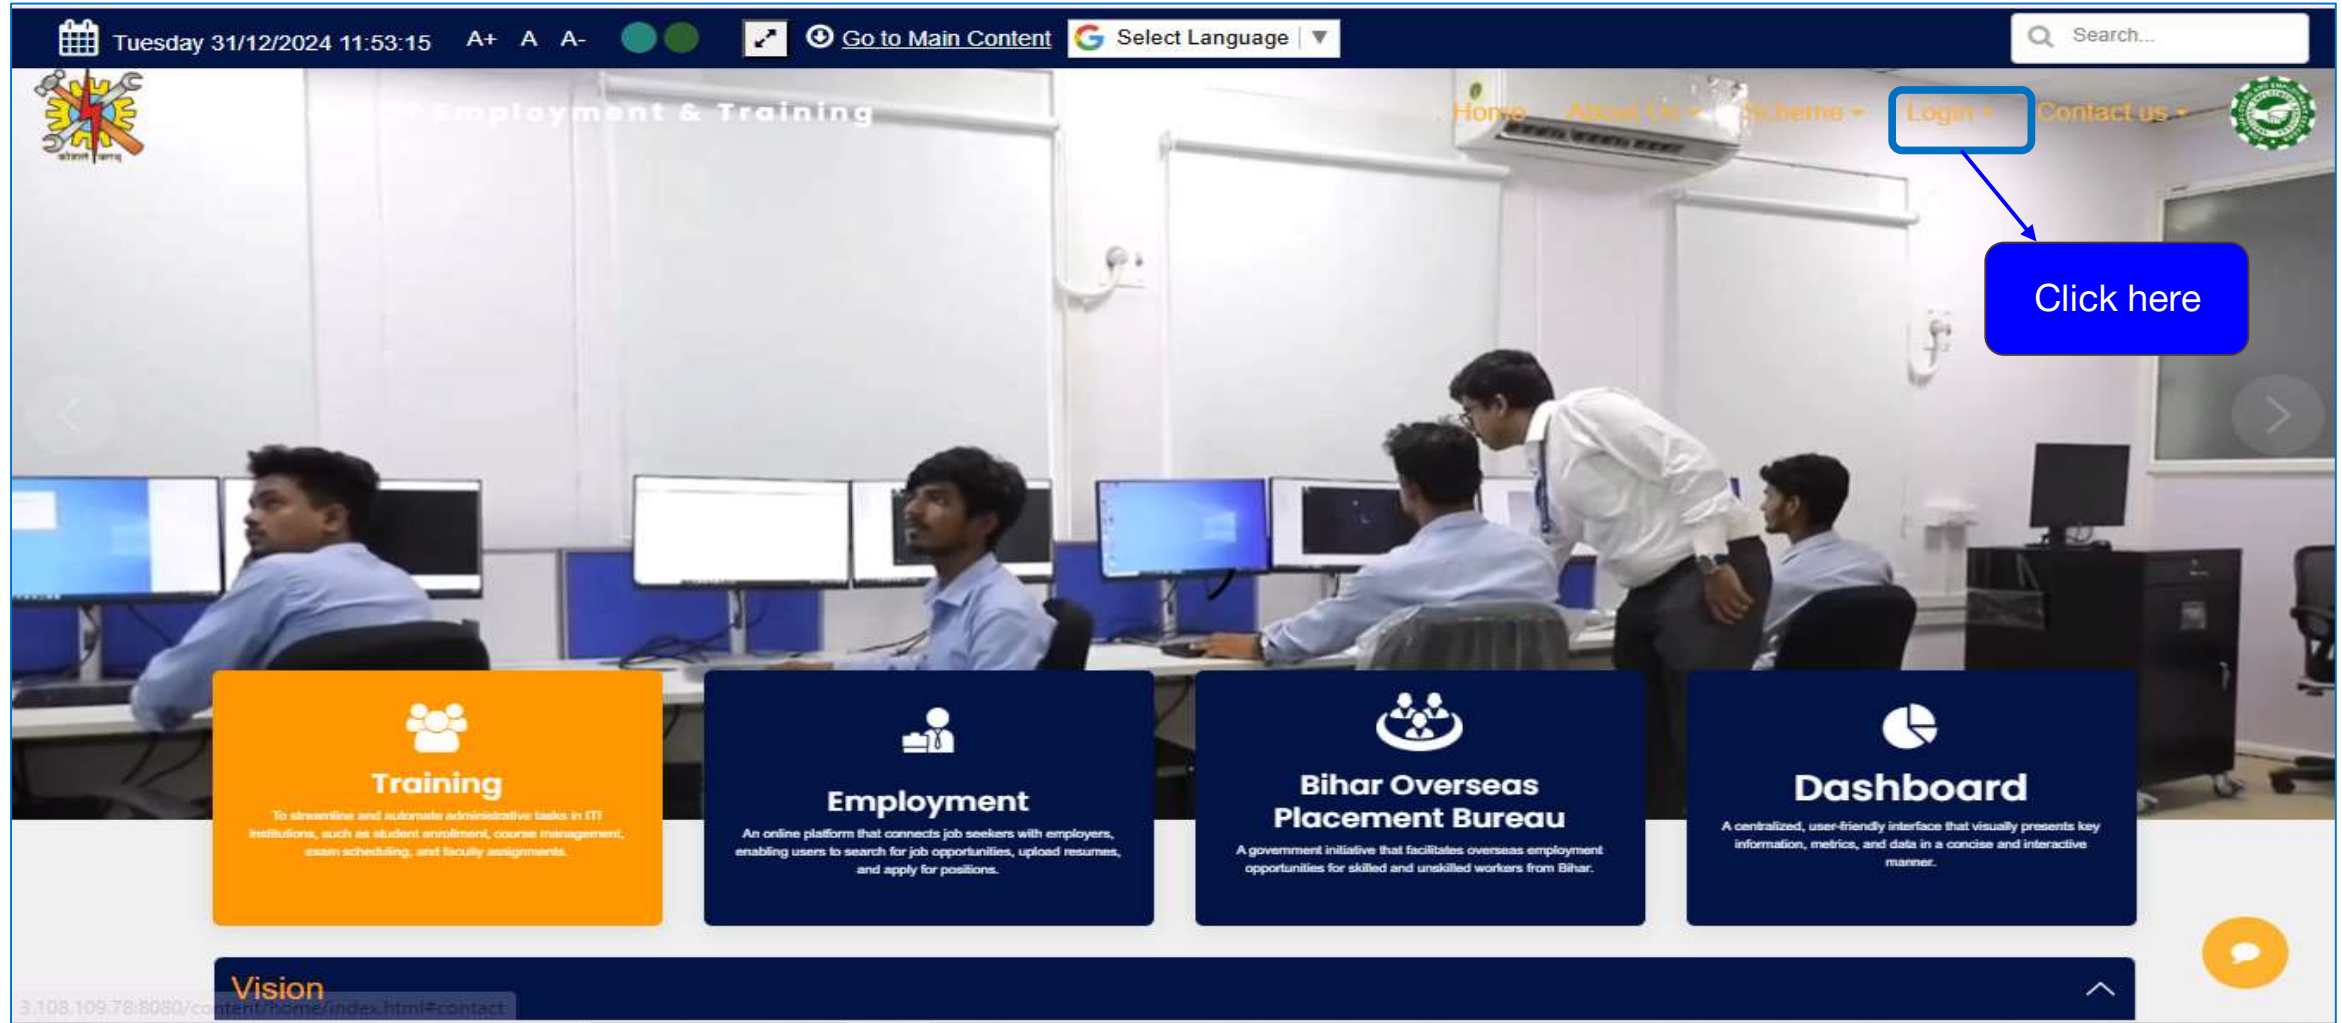 Tuesday 31/12/2024 11:53:15 A+ A A- Go to Main Content Select Language ▼ Search...
Of Employment & Training
Home About Us Scheme Login Contact us
कौशल
Click here
Training
To streamline and automate administrative tasks in ITI
institutions, such as student enrollment, course management,
exam scheduling, and faculty assignments.
Employment
An online platform that connects job seekers with employers,
enabling users to search for job opportunities, upload resumes,
and apply for positions.
Bihar Overseas
Placement Bureau
A government initiative that facilitates overseas employment
opportunities for skilled and unskilled workers from Bihar.
Dashboard
A centralized, user-friendly interface that visually presents key
information, metrics, and data in a concise and interactive
manner.
Vision
3.108.109.78:8080/content/home/index.html#contact